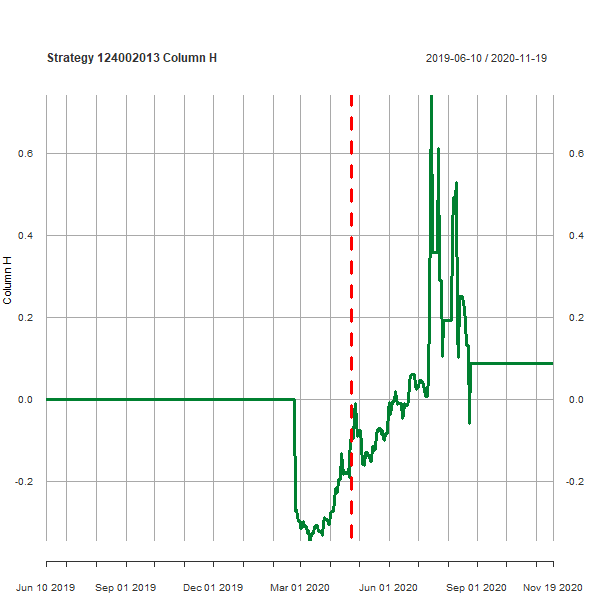 Strategy 124002013 Column H
2019-06-10 / 2020-11-19
Column H
0.6 0.6
0.4 0.4
0.2 0.2
0.0 0.0
-0.2 -0.2
Jun 10 2019 Sep 01 2019 Dec 01 2019 Mar 01 2020 Jun 01 2020 Sep 01 2020 Nov 19 2020